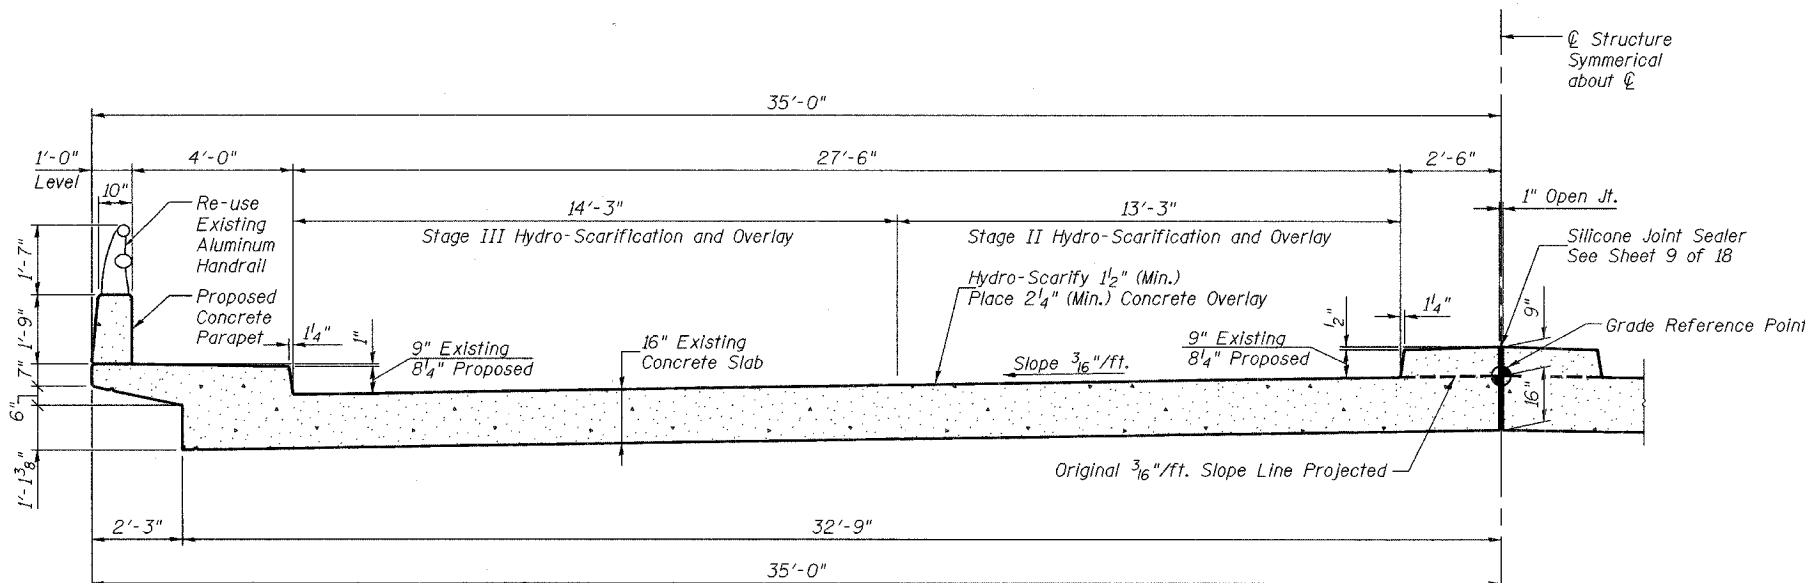 ℄ Structure
Symmerical
about ℄
35'-0"
1'-0"
Level
4'-0"
27'-6"
2'-6"
10"
Re-use
Existing
Aluminum
Handrail
14'-3"
Stage III Hydro-Scarification and Overlay
13'-3"
Stage II Hydro-Scarification and Overlay
1" Open Jt.
Silicone Joint Sealer
See Sheet 9 of 18
1'-7"
Hydro-Scarify 1½" (Min.)
Place 2¼" (Min.) Concrete Overlay
Proposed
Concrete
Parapet
1'-9"
1¼"
1"
9" Existing
8¼" Proposed
16" Existing
Concrete Slab
Slope 3/16"/ft.
9" Existing
8¼" Proposed
½"
1¼"
9"
Grade Reference Point
7"
6"
1'-1⅜"
16"
Original 3/16"/ft. Slope Line Projected
2'-3"
32'-9"
35'-0"